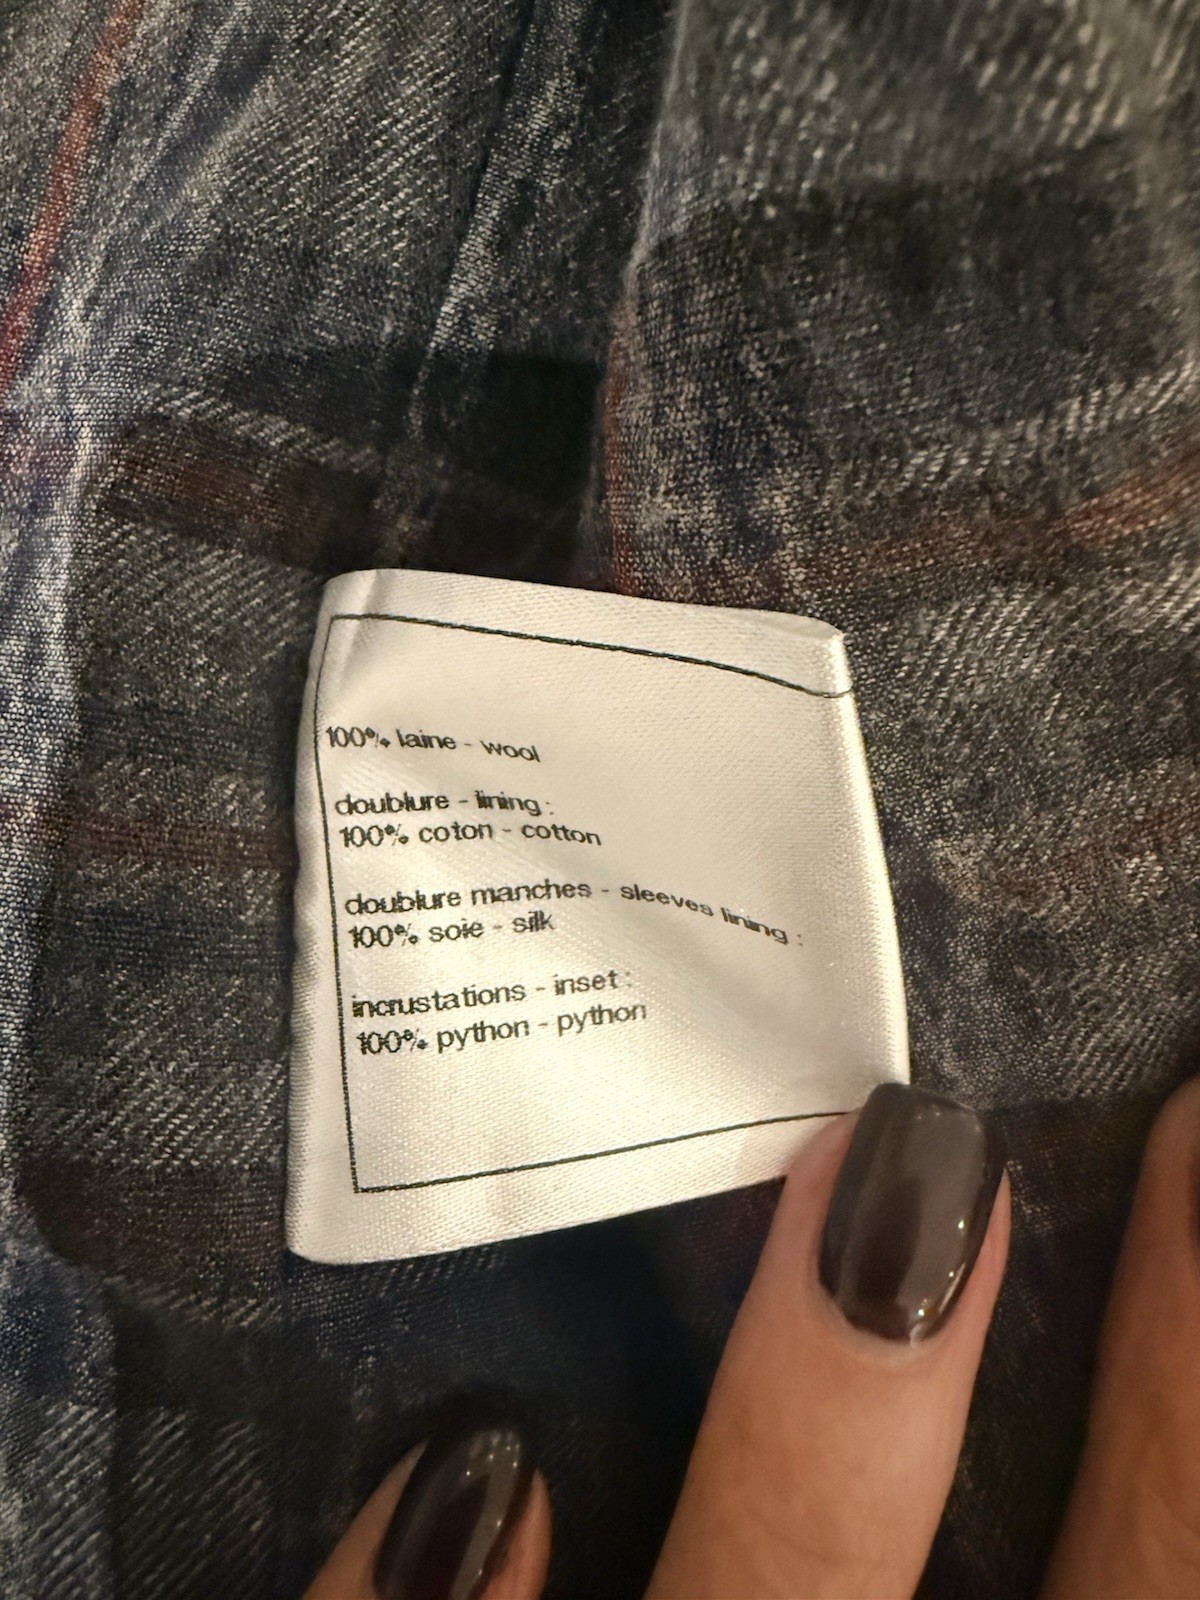 100% laine - wool
doublure - lining :
100% coton - cotton
doublure manches - sleeves lining :
100% soie - silk
incrustations - inset :
100% python - python